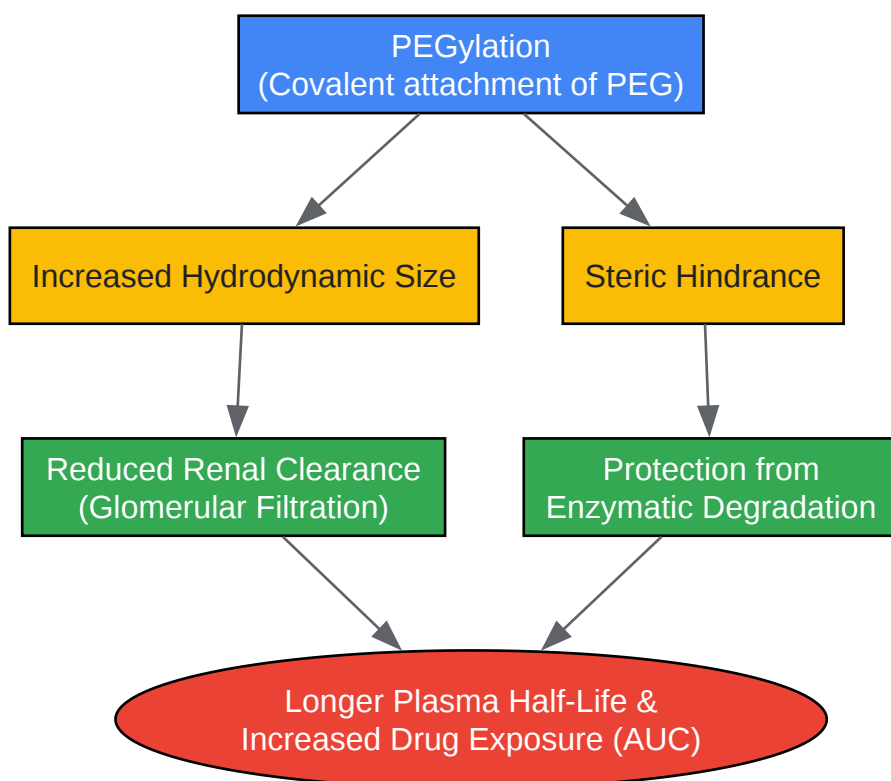 PEGylation
(Covalent attachment of PEG)
Increased Hydrodynamic Size
Steric Hindrance
Reduced Renal Clearance
(Glomerular Filtration)
Protection from
Enzymatic Degradation
Longer Plasma Half-Life &
Increased Drug Exposure (AUC)